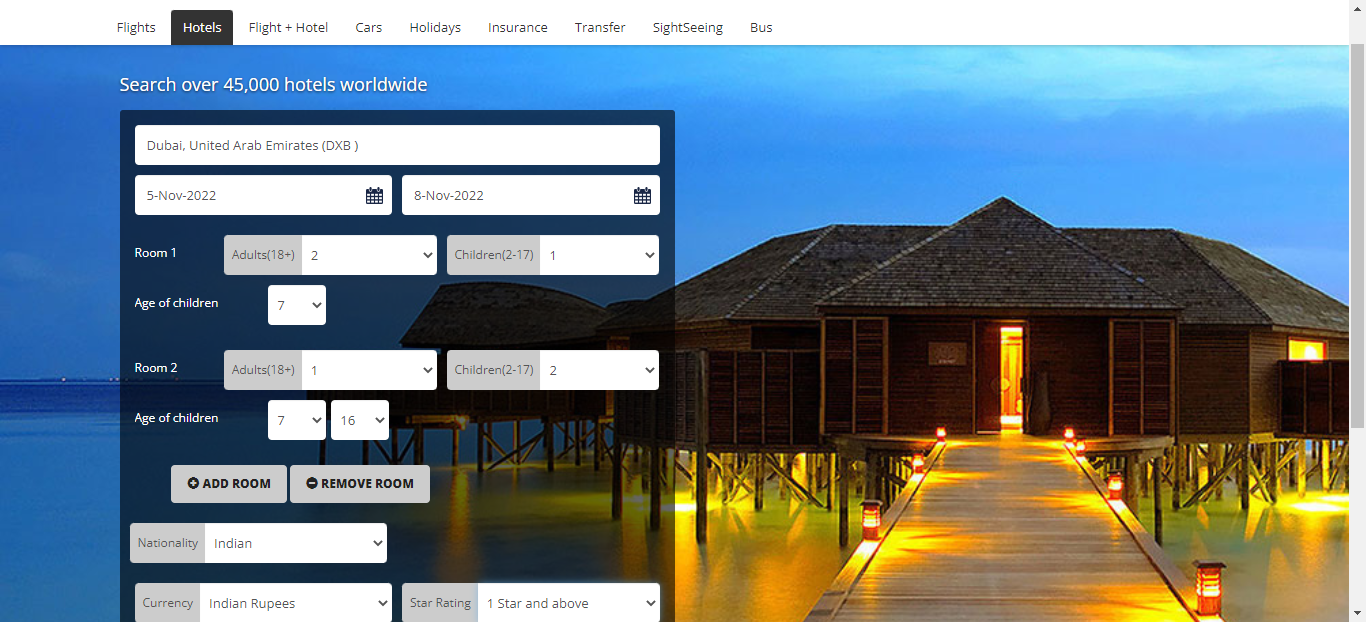 Flights Hotels Flight + Hotel Cars Holidays Insurance Transfer SightSeeing Bus
Search over 45,000 hotels worldwide
Dubai, United Arab Emirates (DXB )
5-Nov-2022 8-Nov-2022
Room 1 Adults(18+) 2 Children(2-17) 1
Age of children 7
Room 2 Adults(18+) 1 Children(2-17) 2
Age of children 7 16
ADD ROOM REMOVE ROOM
Nationality Indian
Currency Indian Rupees Star Rating 1 Star and above